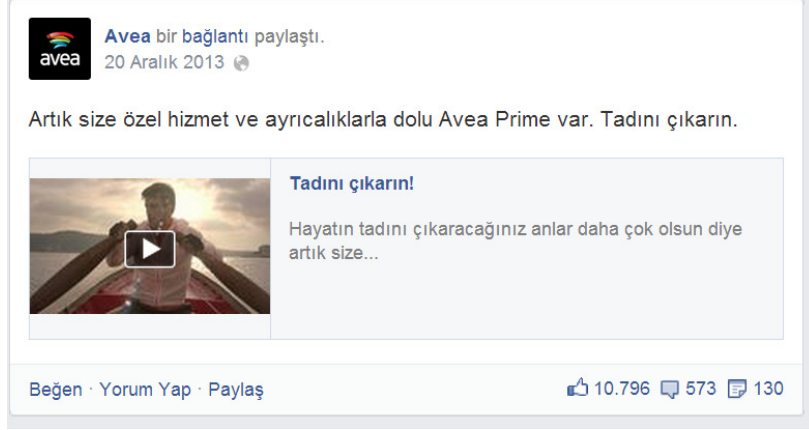 avea
Avea bir bağlantı paylaştı.
20 Aralık 2013
Artık size özel hizmet ve ayrıcalıklarla dolu Avea Prime var. Tadını çıkarın.
Tadını çıkarın!
Hayatın tadını çıkaracağınız anlar daha çok olsun diye
artık size...
Beğen · Yorum Yap · Paylaş 10.796 573 130